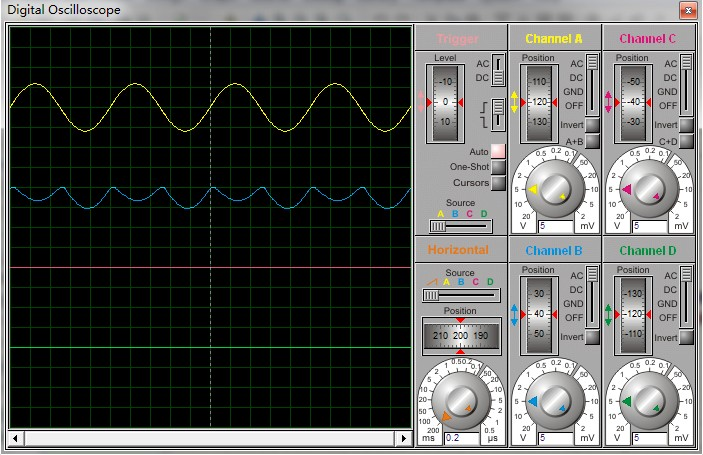 Digital Oscilloscope
Trigger
Level
-10
0
10
AC
DC
Auto
One-Shot
Cursors
Source
A B C D
Channel A
Position
110
120
130
AC
DC
GND
OFF
Invert
A+B
20 10 5 2 1 0.5 0.2 0.1 50 20 10 5 2
V 5 mV
Channel C
Position
-50
-40
-30
AC
DC
GND
OFF
Invert
C+D
20 10 5 2 1 0.5 0.2 0.1 50 20 10 5 2
V 5 mV
Horizontal
Source
A B C D
Position
210 200 190
200 100 50 20 10 5 2 1 0.5 0.2 0.1 50 20 10 5 2 1 0.5
ms 0.2 µs
Channel B
Position
30
40
50
AC
DC
GND
OFF
Invert
20 10 5 2 1 0.5 0.2 0.1 50 20 10 5 2
V 5 mV
Channel D
Position
-130
-120
-110
AC
DC
GND
OFF
Invert
20 10 5 2 1 0.5 0.2 0.1 50 20 10 5 2
V 5 mV